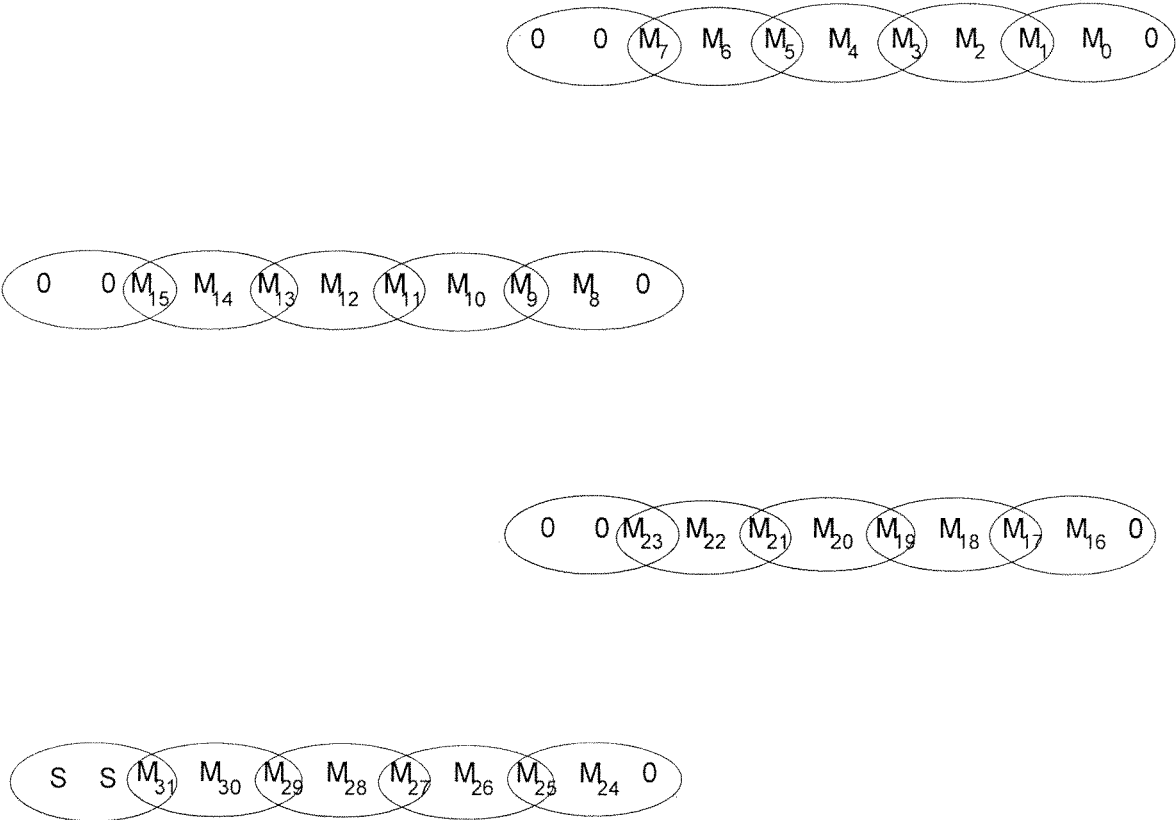 0 0 M₇ M₆ M₅ M₄ M₃ M₂ M₁ M₀ 0
0 0 M₁₅ M₁₄ M₁₃ M₁₂ M₁₁ M₁₀ M₉ M₈ 0
0 0 M₂₃ M₂₂ M₂₁ M₂₀ M₁₉ M₁₈ M₁₇ M₁₆ 0
S S M₃₁ M₃₀ M₂₉ M₂₈ M₂₇ M₂₆ M₂₅ M₂₄ 0